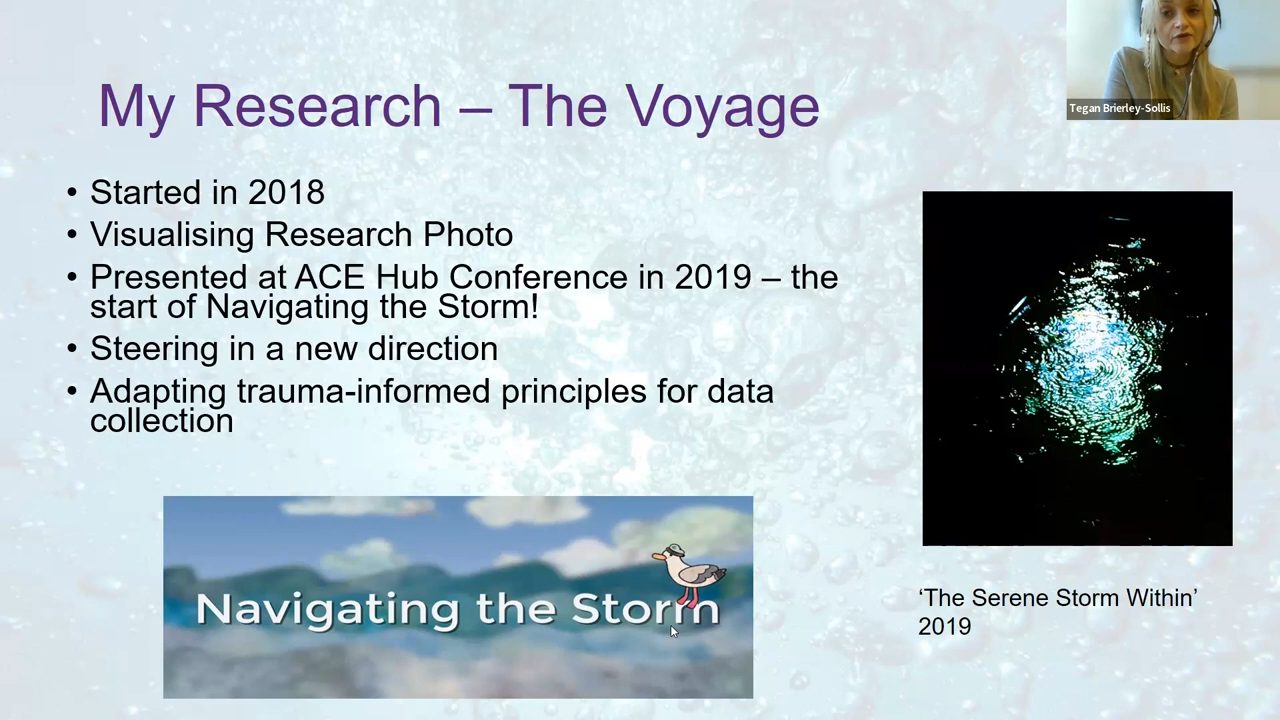 Tegan Brierley-Sollis
My Research – The Voyage
• Started in 2018
• Visualising Research Photo
• Presented at ACE Hub Conference in 2019 – the
start of Navigating the Storm!
• Steering in a new direction
• Adapting trauma-informed principles for data
collection
Navigating the Storm
‘The Serene Storm Within’
2019